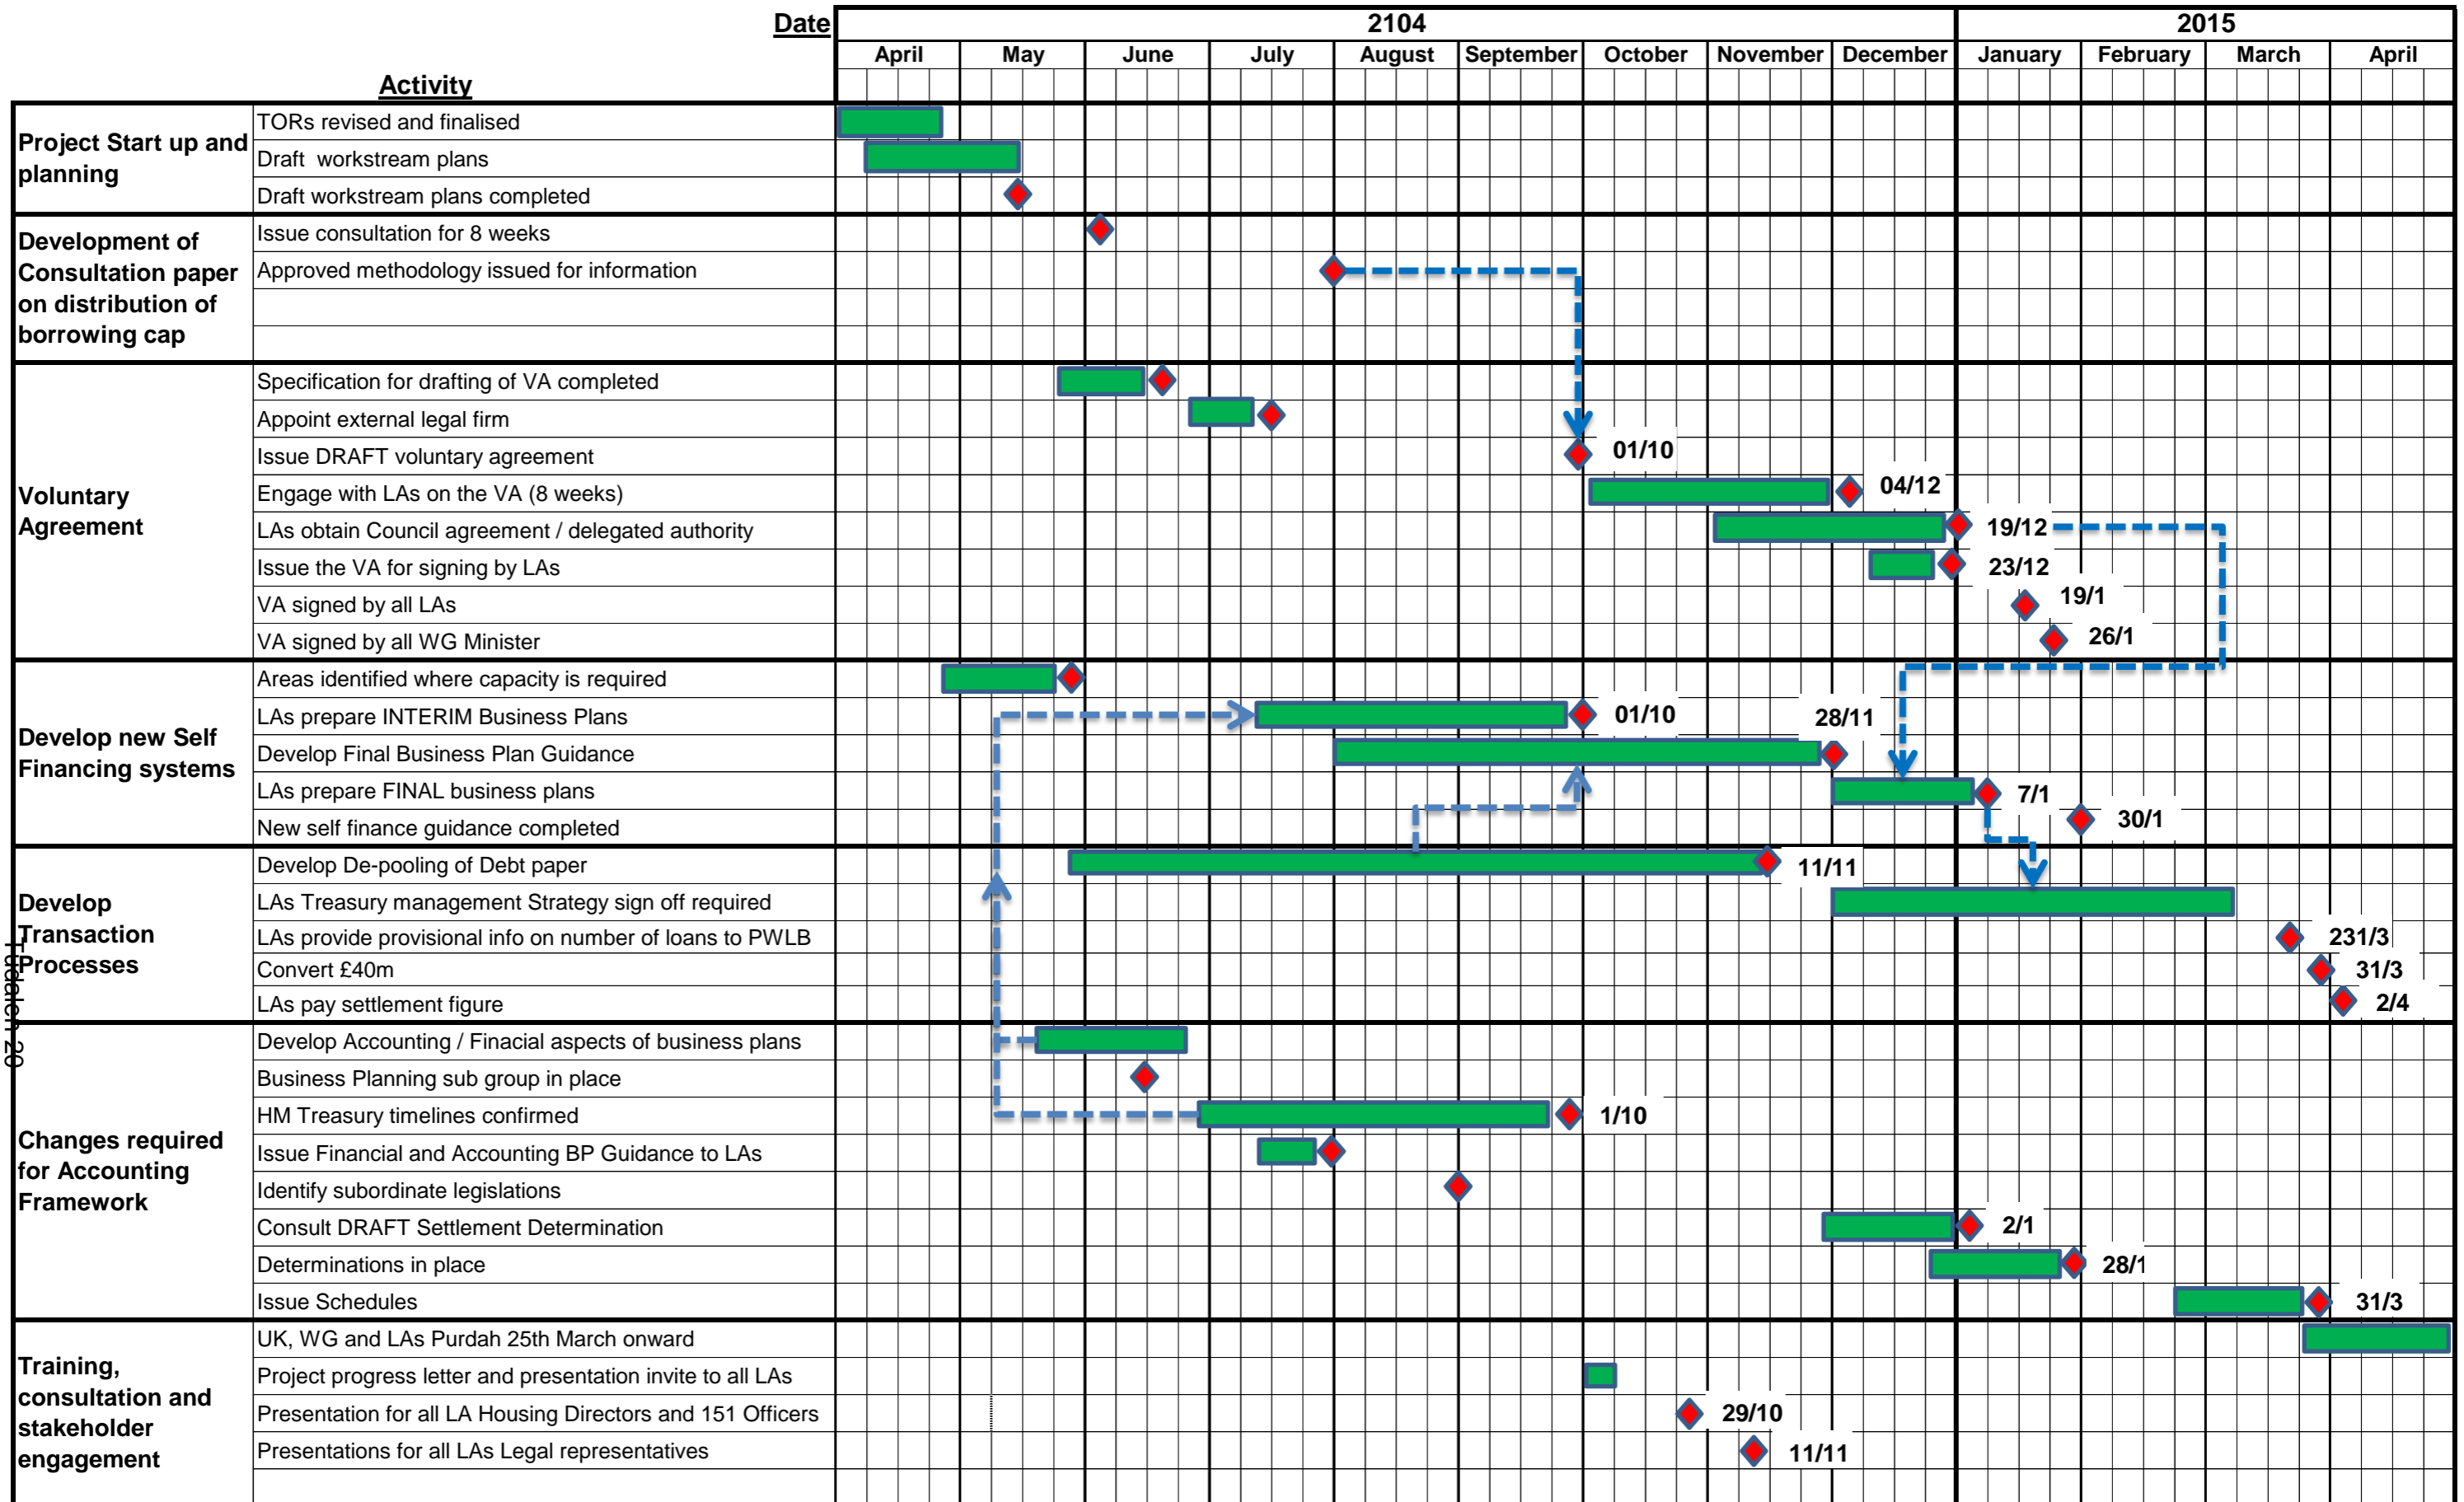 Date
2104
2015
April
May
June
July
August
September
October
November
December
January
February
March
April
Activity
Project Start up and
planning
TORs revised and finalised
Draft workstream plans
Draft workstream plans completed
Development of
Consultation paper
on distribution of
borrowing cap
Issue consultation for 8 weeks
Approved methodology issued for information
Voluntary
Agreement
Specification for drafting of VA completed
Appoint external legal firm
Issue DRAFT voluntary agreement
01/10
Engage with LAs on the VA (8 weeks)
04/12
LAs obtain Council agreement / delegated authority
19/12
Issue the VA for signing by LAs
23/12
VA signed by all LAs
19/1
VA signed by all WG Minister
26/1
Develop new Self
Financing systems
Areas identified where capacity is required
LAs prepare INTERIM Business Plans
01/10
28/11
Develop Final Business Plan Guidance
LAs prepare FINAL business plans
7/1
New self finance guidance completed
30/1
Develop
Transaction
Processes
Develop De-pooling of Debt paper
11/11
LAs Treasury management Strategy sign off required
LAs provide provisional info on number of loans to PWLB
231/3
Convert £40m
31/3
LAs pay settlement figure
2/4
Tudalen 20
Changes required
for Accounting
Framework
Develop Accounting / Finacial aspects of business plans
Business Planning sub group in place
HM Treasury timelines confirmed
1/10
Issue Financial and Accounting BP Guidance to LAs
Identify subordinate legislations
Consult DRAFT Settlement Determination
2/1
Determinations in place
28/1
Issue Schedules
31/3
Training,
consultation and
stakeholder
engagement
UK, WG and LAs Purdah 25th March onward
Project progress letter and presentation invite to all LAs
Presentation for all LA Housing Directors and 151 Officers
29/10
Presentations for all LAs Legal representatives
11/11